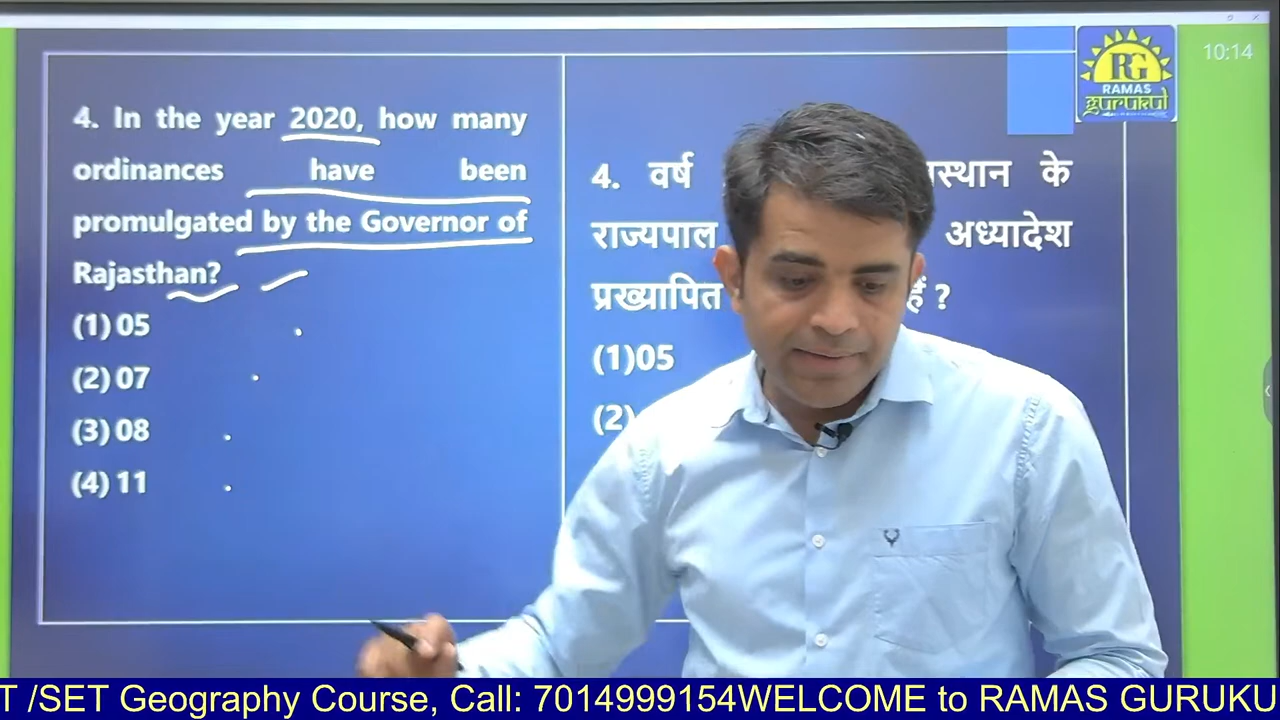 4. In the year 2020, how many
ordinances have been
promulgated by the Governor of
Rajasthan?
(1) 05
(2) 07
(3) 08
(4) 11
4. वर्ष
के
राज्यपाल अध्यादेश
प्रख्यापित हैं ?
(1)05
(2)
RG
RAMAS
gurukul
10:14
T /SET Geography Course, Call: 7014999154WELCOME to RAMAS GURUKU